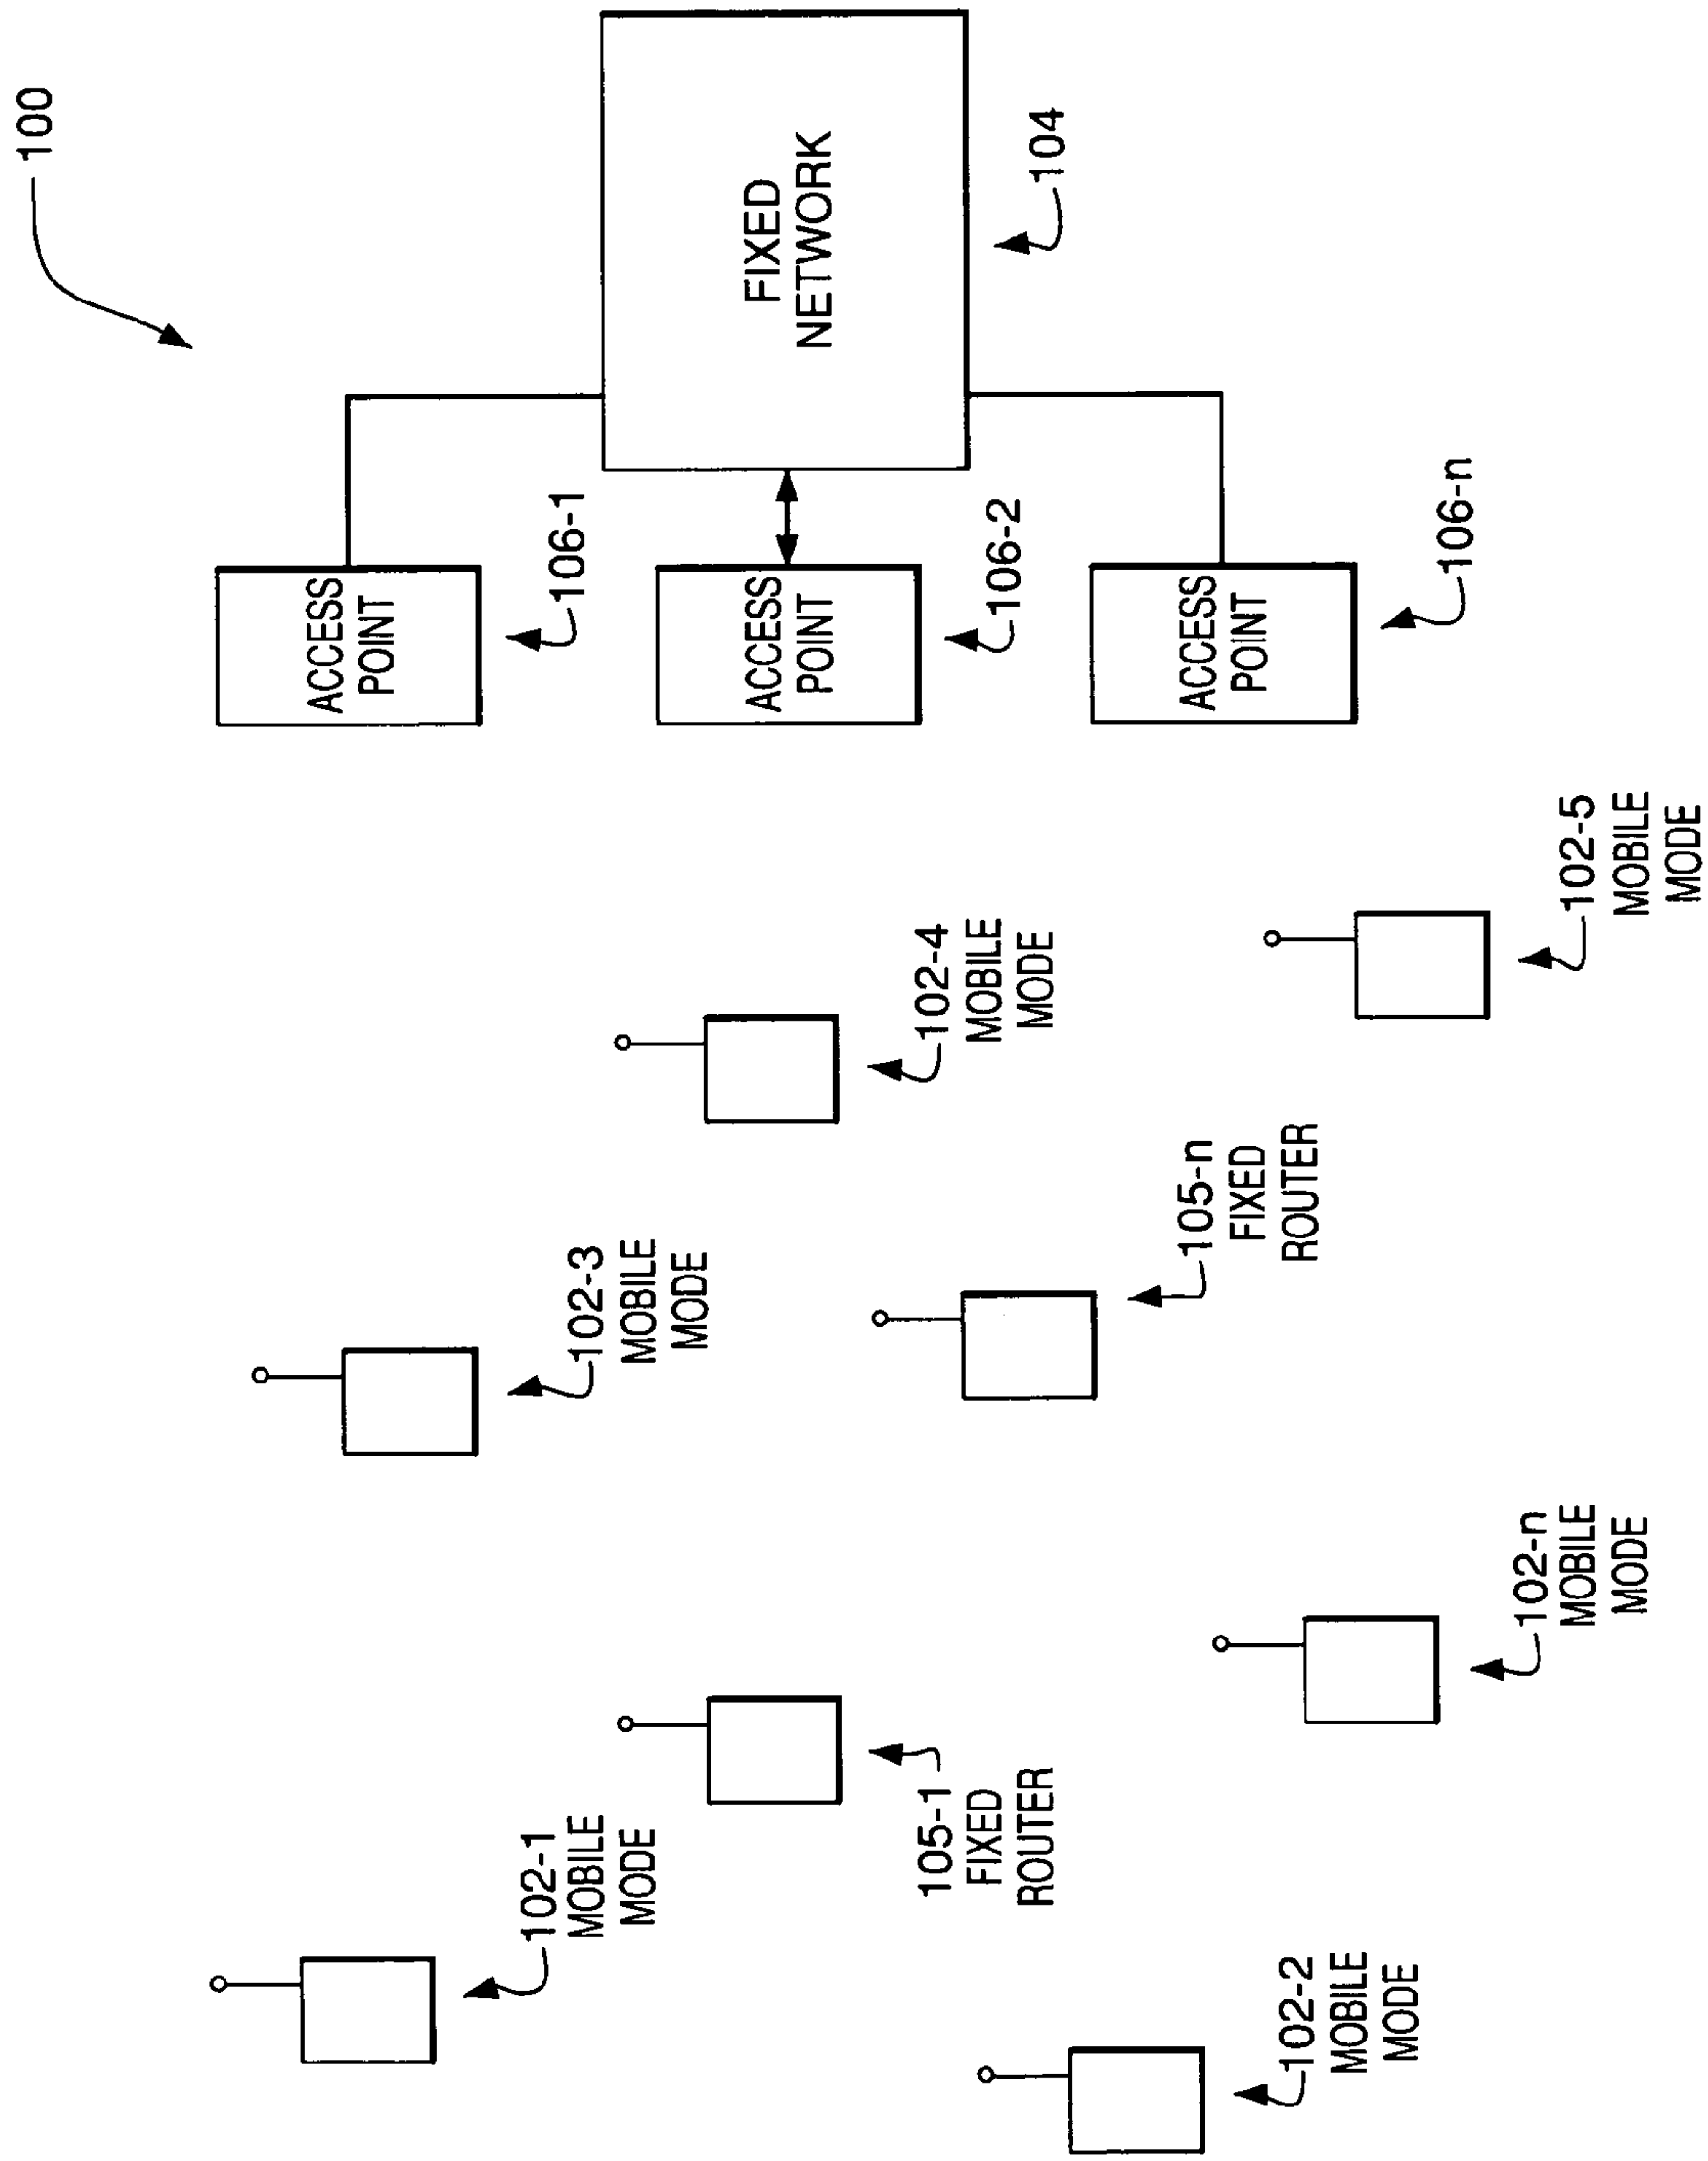 100
FIXED
NETWORK
104
ACCESS
POINT
106-1
ACCESS
POINT
106-2
ACCESS
POINT
106-n
102-3
MOBILE
MODE
102-4
MOBILE
MODE
102-5
MOBILE
MODE
105-n
FIXED
ROUTER
102-1
MOBILE
MODE
105-1
FIXED
ROUTER
102-n
MOBILE
MODE
102-2
MOBILE
MODE